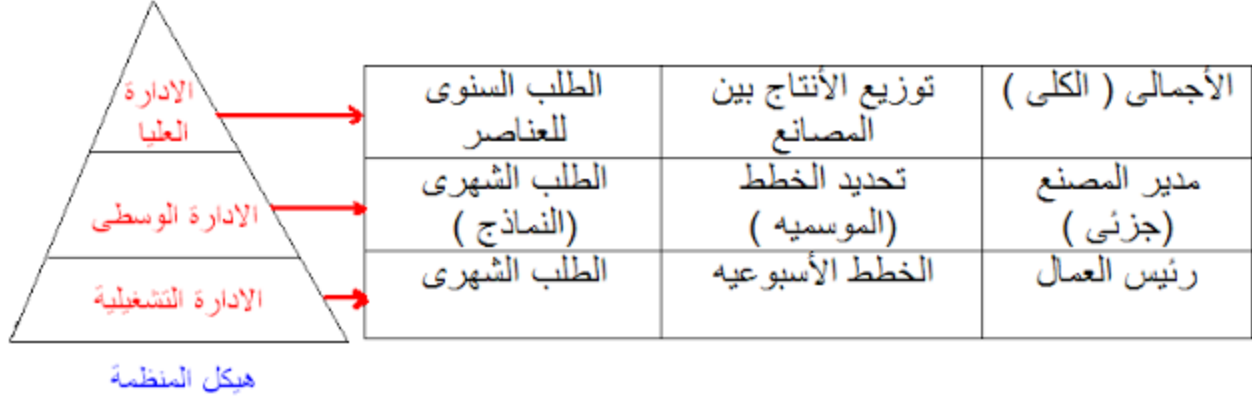 الادارة
العليا
الادارة الوسطى
الادارة التشغيلية
هيكل المنظمة
الأجمالى ( الكلى )
توزيع الأنتاج بين
المصانع
الطلب السنوى
للعناصر
مدير المصنع
(جزئى )
تحديد الخطط
(الموسميه )
الطلب الشهرى
(النماذج )
رئيس العمال
الخطط الأسبوعيه
الطلب الشهرى